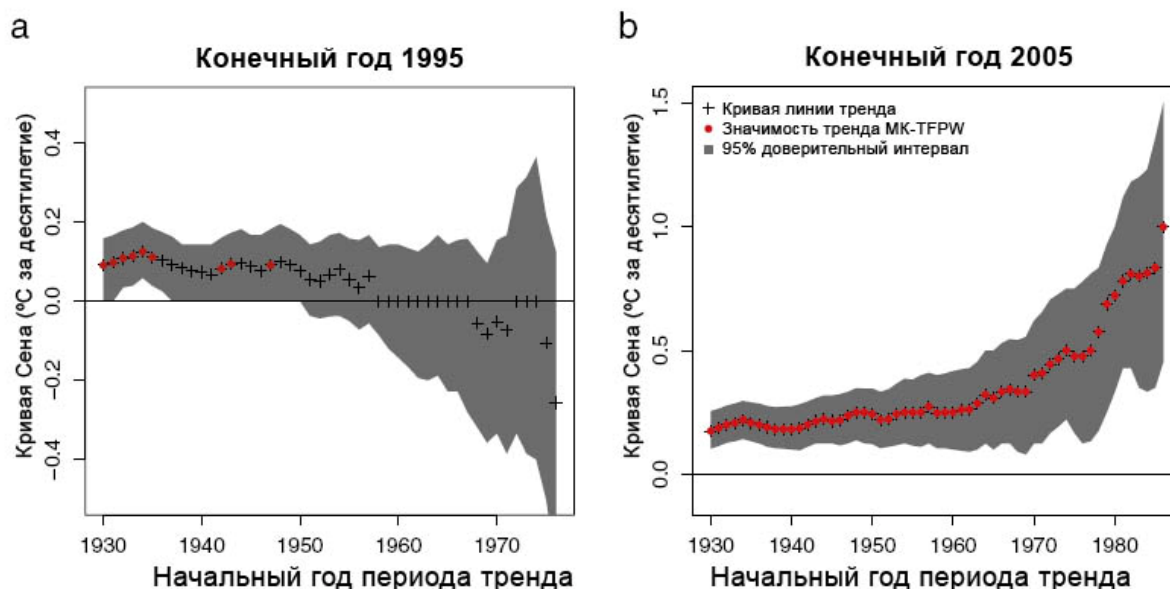 a
Конечный год 1995
Кривая Сена (ºC за десятилетие)
0.4
0.2
0.0
−0.2
−0.4
1930 1940 1950 1960 1970
Начальный год периода тренда
b
Конечный год 2005
Кривая Сена (ºC за десятилетие)
1.5
1.0
0.5
0.0
Кривая линии тренда
Значимость тренда МК-TFPW
95% доверительный интервал
1930 1940 1950 1960 1970 1980
Начальный год периода тренда